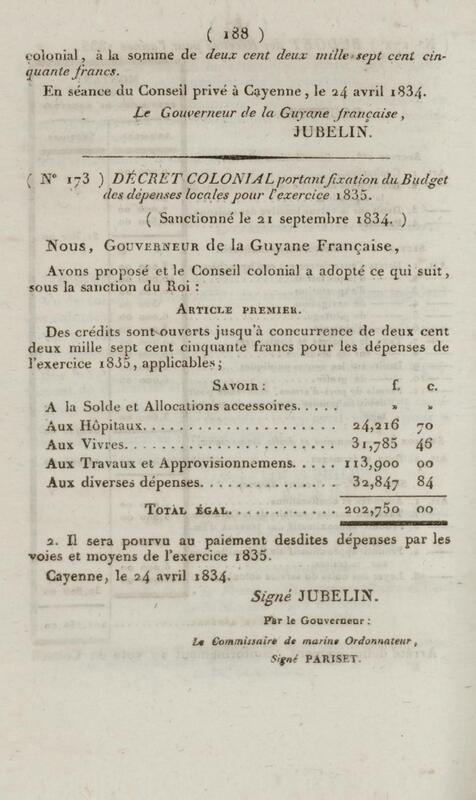 ( 188 )
colonial, à la somme de deux cent deux mille sept cent cin-
quante francs.
En séance du Conseil privé à Cayenne, le 24 avril 1834.
Le Gouverneur de la Guyane française,
JUBELIN.
( N° 173 ) DÉCRET COLONIAL portant fixation du Budget
des dépenses locales pour l'exercice 1835.
( Sanctionné le 21 septembre 1834. )
Nous, GOUVERNEUR de la Guyane Française,
Avons proposé et le Conseil colonial a adopté ce qui suit,
sous la sanction du Roi :
ARTICLE PREMIER.
Des crédits sont ouverts jusqu'à concurrence de deux cent
deux mille sept cent cinquante francs pour les dépenses de
l'exercice 1835, applicables;
SAVOIR : f. c.
A la Solde et Allocations accessoires..... » »
Aux Hôpitaux...................... 24,216 70
Aux Vivres........................ 31,785 46
Aux Travaux et Approvisionnemens..... 113,900 00
Aux diverses dépenses............... 32,847 84
TOTAL ÉGAL............ 202,750 00
2. Il sera pourvu au paiement desdites dépenses par les
voies et moyens de l'exercice 1835.
Cayenne, le 24 avril 1834.
Signé JUBELIN.
Par le Gouverneur :
Le Commissaire de marine Ordonnateur,
Signé PARISET.